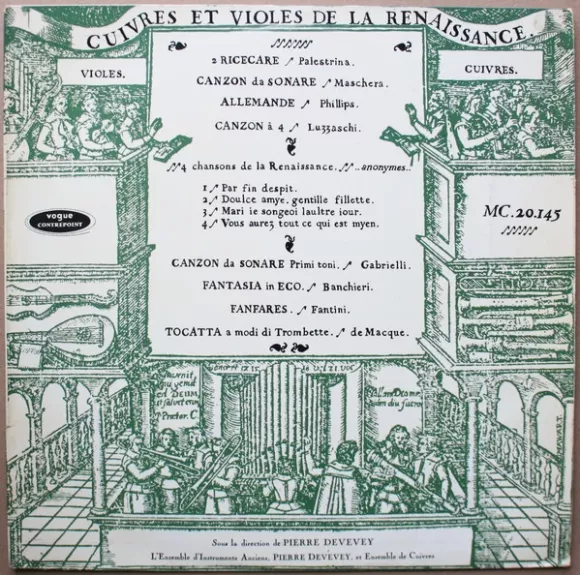 CUIVRES ET VIOLES DE LA RENAISSANCE
VIOLES.
CUIVRES.
2 RICECARE Palestrina.
CANZON da SONARE Maschera.
ALLEMANDE Phillips.
CANZON à 4 Luzzaschi.
4 chansons de la Renaissance. ..anonymes..
1 Par fin despit.
2 Doulce amye, gentille fillette.
3 Mari ie songeoi laultre iour.
4 Vous aurez tout ce qui est myen.
vogue
CONTREPOINT
MC.20.145
CANZON da SONARE Primi toni. Gabrielli.
FANTASIA in ECO. Banchieri.
FANFARES. Fantini.
TOCATTA a modi di Trombette. de Macque.
Sous la direction de PIERRE DEVEVEY
L'Ensemble d'Instruments Anciens, PIERRE DEVEVEY, et Ensemble de Cuivres